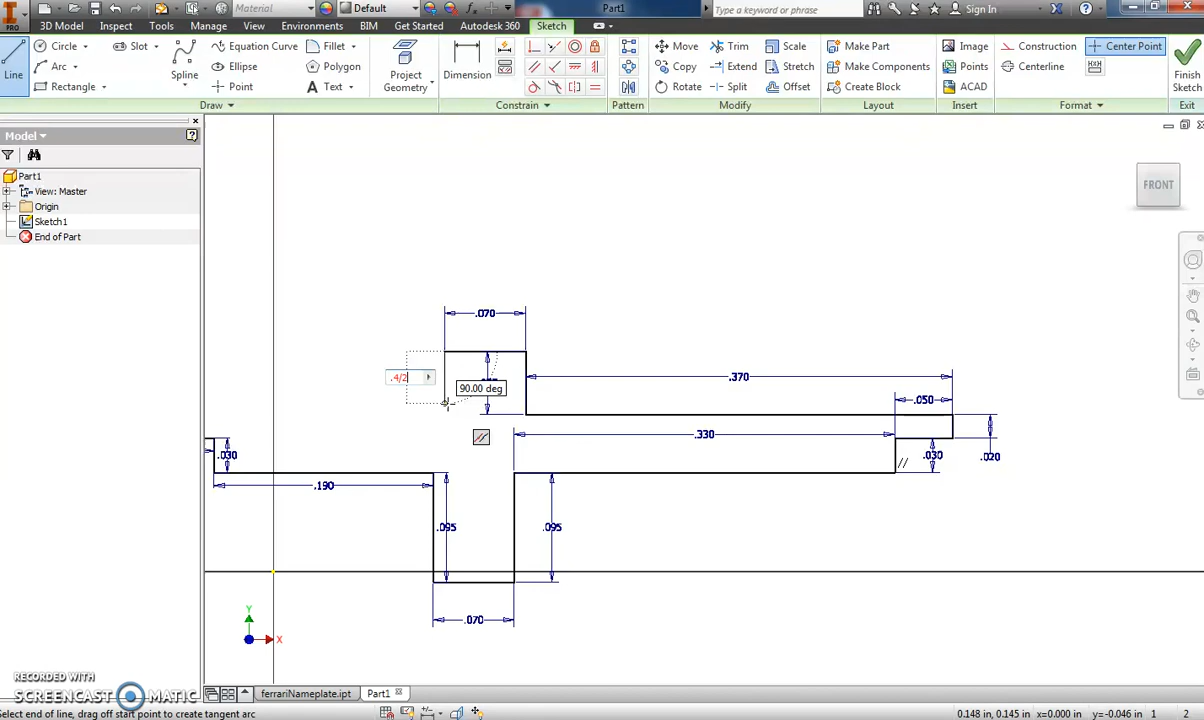 PRO
Material
Default
Part1
Type a keyword or phrase
Sign In
3D Model
Inspect
Tools
Manage
View
Environments
BIM
Get Started
Autodesk 360
Sketch
Line
Circle
Arc
Rectangle
Slot
Spline
Equation Curve
Ellipse
Point
Fillet
Polygon
Text
Project
Geometry
Dimension
Move
Copy
Rotate
Trim
Extend
Split
Scale
Stretch
Offset
Make Part
Make Components
Create Block
Image
Points
ACAD
Construction
Centerline
Center Point
Finish
Sketch
Draw
Constrain
Pattern
Modify
Layout
Insert
Format
Exit
Model
Part1
View: Master
Origin
Sketch1
End of Part
FRONT
.070
.4/2
90.00 deg
.370
.050
.330
.030
.030
.020
.190
.095
.095
.070
Y
X
RECORDED WITH
SCREENCAST MATIC
ferrariNameplate.ipt
Part1
Select end of line, drag off start point to create tangent arc
0.148 in, 0.145 in
x=0.000 in
y=-0.046 in
1
2